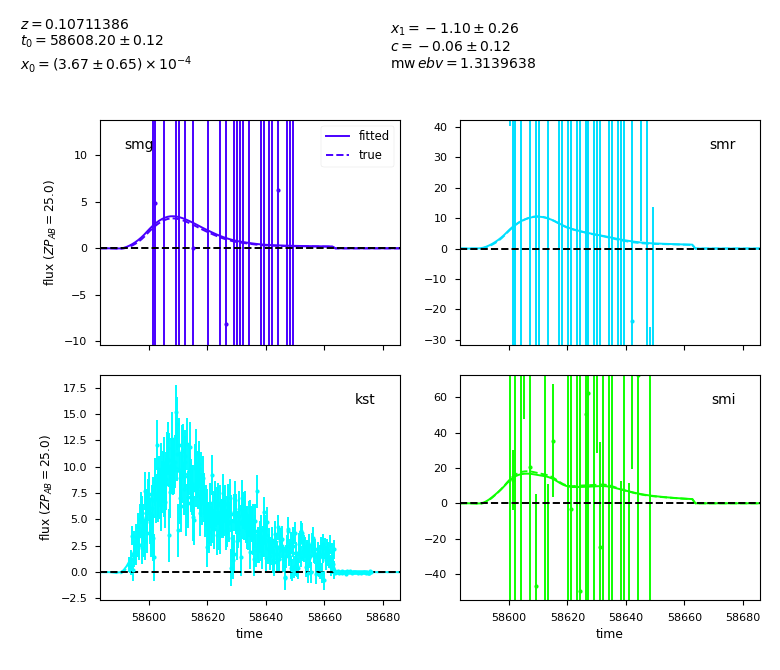 z = 0.10711386
t₀ = 58608.20 ± 0.12
x₀ = (3.67 ± 0.65) × 10⁻⁴
x₁ = −1.10 ± 0.26
c = −0.06 ± 0.12
mw ebv = 1.3139638
smg
fitted
true
10
5
0
−5
−10
flux (ZP_AB = 25.0)
smr
40
30
20
10
0
−10
−20
−30
kst
17.5
15.0
12.5
10.0
7.5
5.0
2.5
0.0
−2.5
flux (ZP_AB = 25.0)
58600 58620 58640 58660 58680
time
smi
60
40
20
0
−20
−40
58600 58620 58640 58660 58680
time